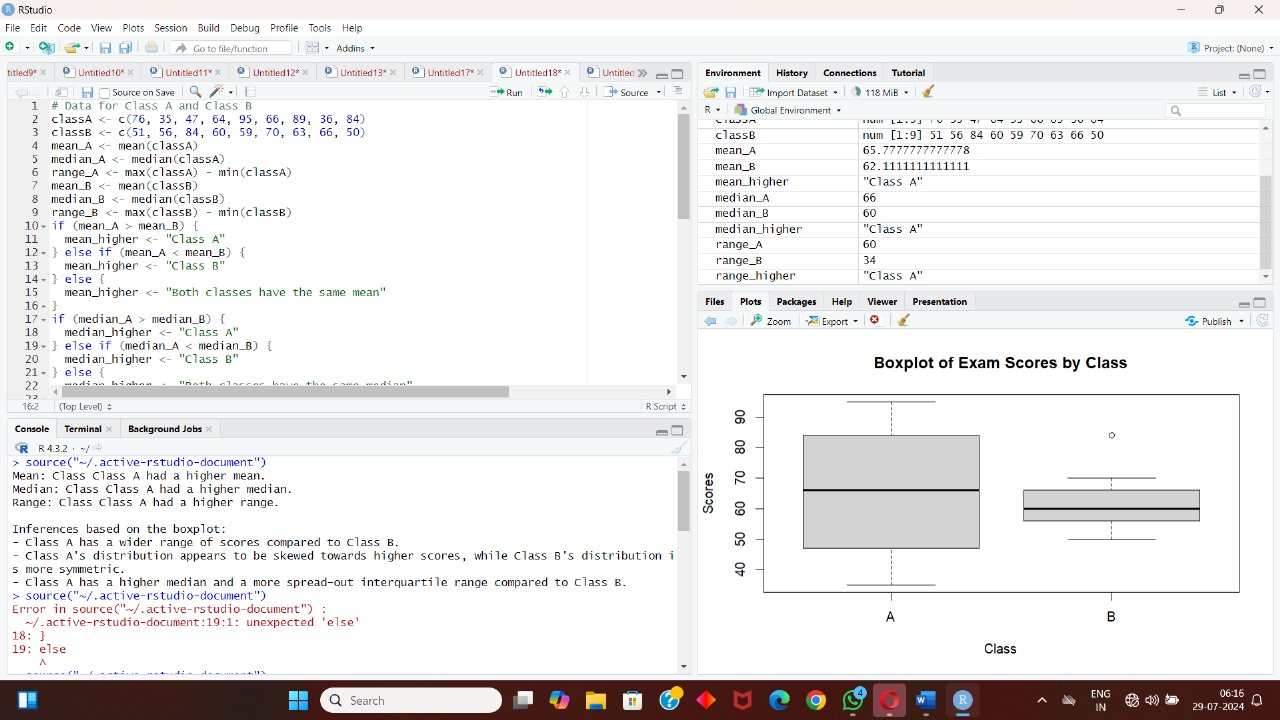 RStudio
File Edit Code View Plots Session Build Debug Profile Tools Help
Go to file/function Addins Project: (None)
titled9* Untitled10* Untitled11* Untitled12* Untitled13* Untitled17* Untitled18* Untitled
Source on Save Run Source
1 # Data for Class A and Class B
2 classA <- c(76, 35, 47, 64, 95, 66, 89, 36, 84)
3 classB <- c(51, 56, 84, 60, 59, 70, 63, 66, 50)
4 mean_A <- mean(classA)
5 median_A <- median(classA)
6 range_A <- max(classA) - min(classA)
7 mean_B <- mean(classB)
8 median_B <- median(classB)
9 range_B <- max(classB) - min(classB)
10 if (mean_A > mean_B) {
11 mean_higher <- "Class A"
12 } else if (mean_A < mean_B) {
13 mean_higher <- "Class B"
14 } else {
15 mean_higher <- "Both classes have the same mean"
16 }
17 if (median_A > median_B) {
18 median_higher <- "Class A"
19 } else if (median_A < median_B) {
20 median_higher <- "Class B"
21 } else {
22 median_higher <- "Both classes have the same median"
16:2 (Top Level) R Script
Console Terminal Background Jobs
R 4.3.2 · ~/
> source("~/.active-rstudio-document")
Mean: Class Class A had a higher mean.
Median: Class Class A had a higher median.
Range: Class Class A had a higher range.
Inferences based on the boxplot:
- Class A has a wider range of scores compared to Class B.
- Class A's distribution appears to be skewed towards higher scores, while Class B's distribution i
s more symmetric.
- Class A has a higher median and a more spread-out interquartile range compared to Class B.
> source("~/.active-rstudio-document")
Error in source("~/.active-rstudio-document") :
~/.active-rstudio-document:19:1: unexpected 'else'
18: }
19: else
^
Environment History Connections Tutorial
Import Dataset 118 MiB List
R Global Environment
classB num [1:9] 51 56 84 60 59 70 63 66 50
mean_A 65.7777777777778
mean_B 62.1111111111111
mean_higher "Class A"
median_A 66
median_B 60
median_higher "Class A"
range_A 60
range_B 34
range_higher "Class A"
Files Plots Packages Help Viewer Presentation
Zoom Export Publish
Boxplot of Exam Scores by Class
Scores
90
80
70
60
50
40
A B
Class
Search
4
ENG
IN
06:16
29-07-2024